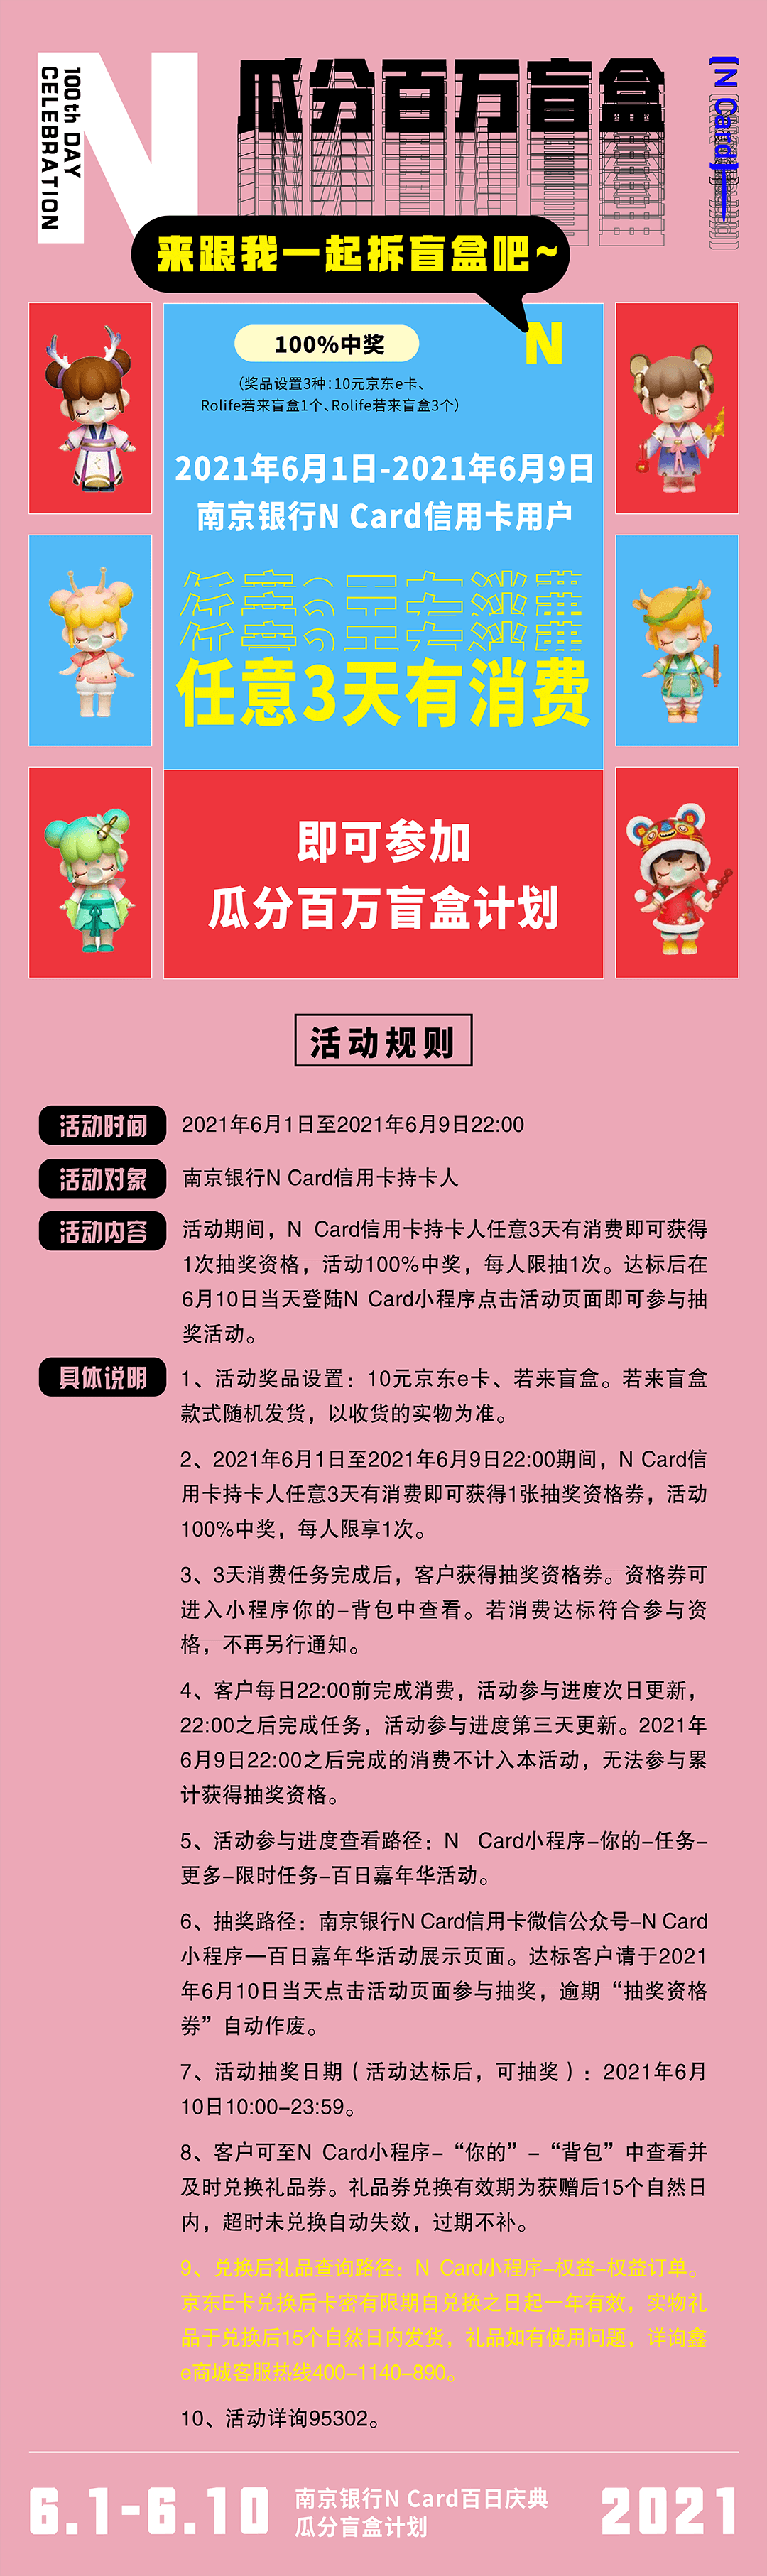 N
100th DAY
CELEBRATION
瓜分百万盲盒
[N Card]
来跟我一起拆盲盒吧~
N
100%中奖
（奖品设置3种：10元京东e卡、
Rolife若来盲盒1个、Rolife若来盲盒3个）
2021年6月1日-2021年6月9日
南京银行N Card信用卡用户
任意3天有消费
即可参加
瓜分百万盲盒计划
活动规则
活动时间 2021年6月1日至2021年6月9日22:00
活动对象 南京银行N Card信用卡持卡人
活动内容 活动期间，N Card信用卡持卡人任意3天有消费即可获得
1次抽奖资格，活动100%中奖，每人限抽1次。达标后在
6月10日当天登陆N Card小程序点击活动页面即可参与抽
奖活动。
具体说明 1、活动奖品设置：10元京东e卡、若来盲盒。若来盲盒
款式随机发货，以收货的实物为准。
2、2021年6月1日至2021年6月9日22:00期间，N Card信
用卡持卡人任意3天有消费即可获得1张抽奖资格券，活动
100%中奖，每人限享1次。
3、3天消费任务完成后，客户获得抽奖资格券。资格券可
进入小程序你的–背包中查看。若消费达标符合参与资
格，不再另行通知。
4、客户每日22:00前完成消费，活动参与进度次日更新，
22:00之后完成任务，活动参与进度第三天更新。2021年
6月9日22:00之后完成的消费不计入本活动，无法参与累
计获得抽奖资格。
5、活动参与进度查看路径：N Card小程序–你的–任务–
更多–限时任务–百日嘉年华活动。
6、抽奖路径：南京银行N Card信用卡微信公众号–N Card
小程序—百日嘉年华活动展示页面。达标客户请于2021
年6月10日当天点击活动页面参与抽奖，逾期“抽奖资格
券”自动作废。
7、活动抽奖日期（活动达标后，可抽奖）：2021年6月
10日10:00–23:59。
8、客户可至N Card小程序–“你的”–“背包”中查看并
及时兑换礼品券。礼品券兑换有效期为获赠后15个自然日
内，超时未兑换自动失效，过期不补。
9、兑换后礼品查询路径：N Card小程序–权益–权益订单。
京东E卡兑换后卡密有限期自兑换之日起一年有效，实物礼
品于兑换后15个自然日内发货，礼品如有使用问题，详询鑫
e商城客服热线400–1140–890。
10、活动详询95302。
6.1-6.10
南京银行N Card百日庆典
瓜分盲盒计划
2021